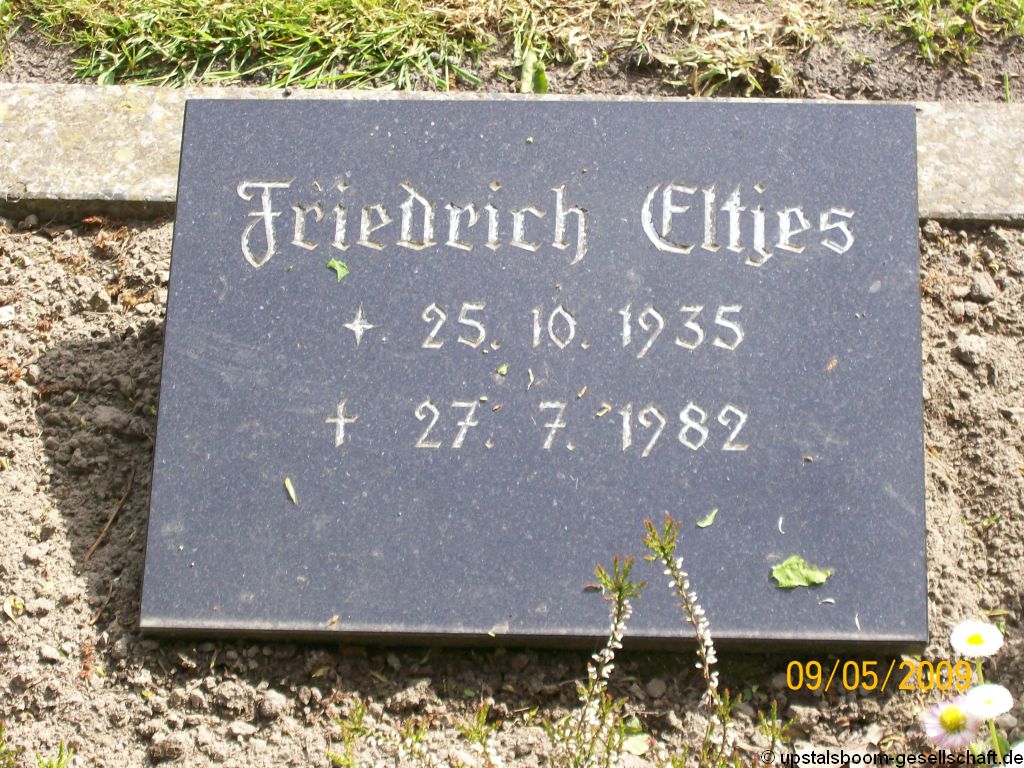 Friedrich Eltjes
✦ 25. 10. 1935
✝ 27. 7. 1982
09/05/2009
© upstalsboom-gesellschaft.de